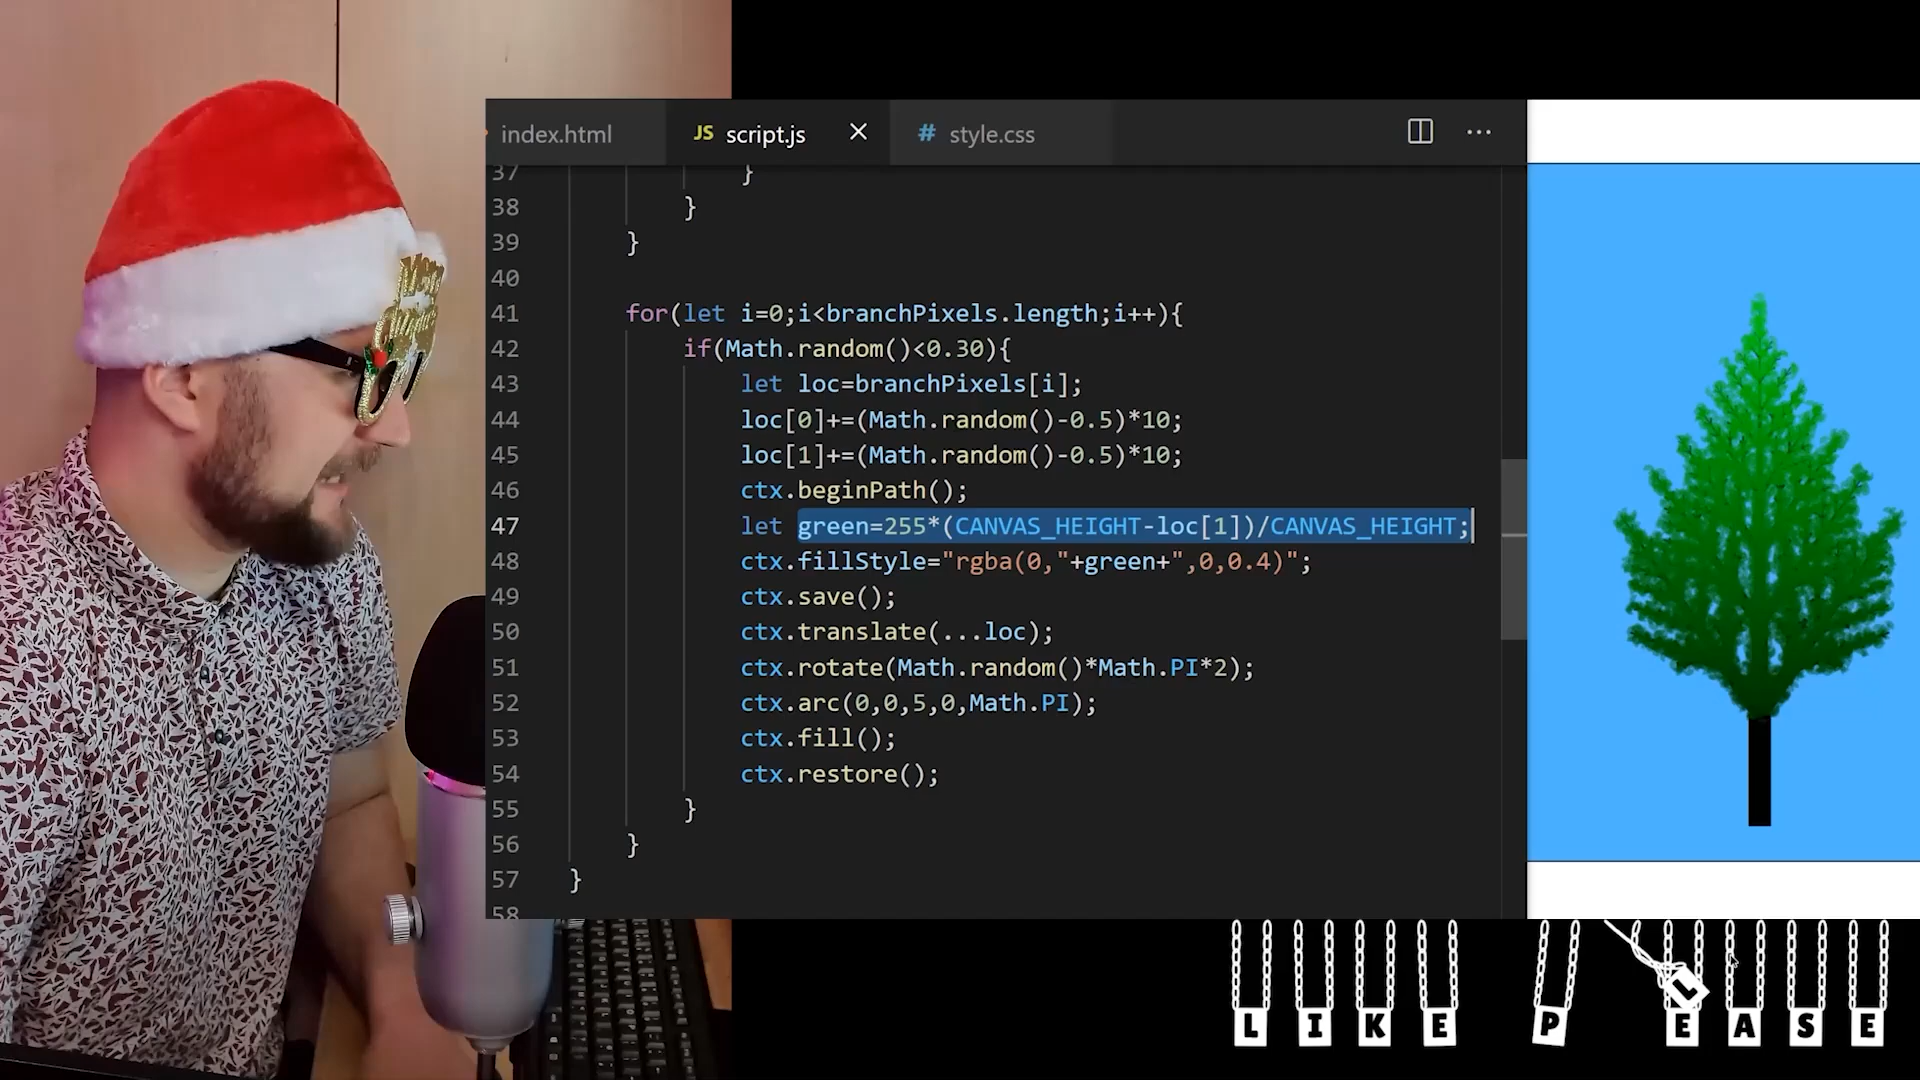 index.html
JS script.js
# style.css
37 }
38 }
39 }
40
41 for(let i=0;i<branchPixels.length;i++){
42 if(Math.random()<0.30){
43 let loc=branchPixels[i];
44 loc[0]+=(Math.random()-0.5)*10;
45 loc[1]+=(Math.random()-0.5)*10;
46 ctx.beginPath();
47 let green=255*(CANVAS_HEIGHT-loc[1])/CANVAS_HEIGHT;
48 ctx.fillStyle="rgba(0,"+green+",0,0.4)";
49 ctx.save();
50 ctx.translate(...loc);
51 ctx.rotate(Math.random()*Math.PI*2);
52 ctx.arc(0,0,5,0,Math.PI);
53 ctx.fill();
54 ctx.restore();
55 }
56 }
57 }
58
LIKE PLEASE